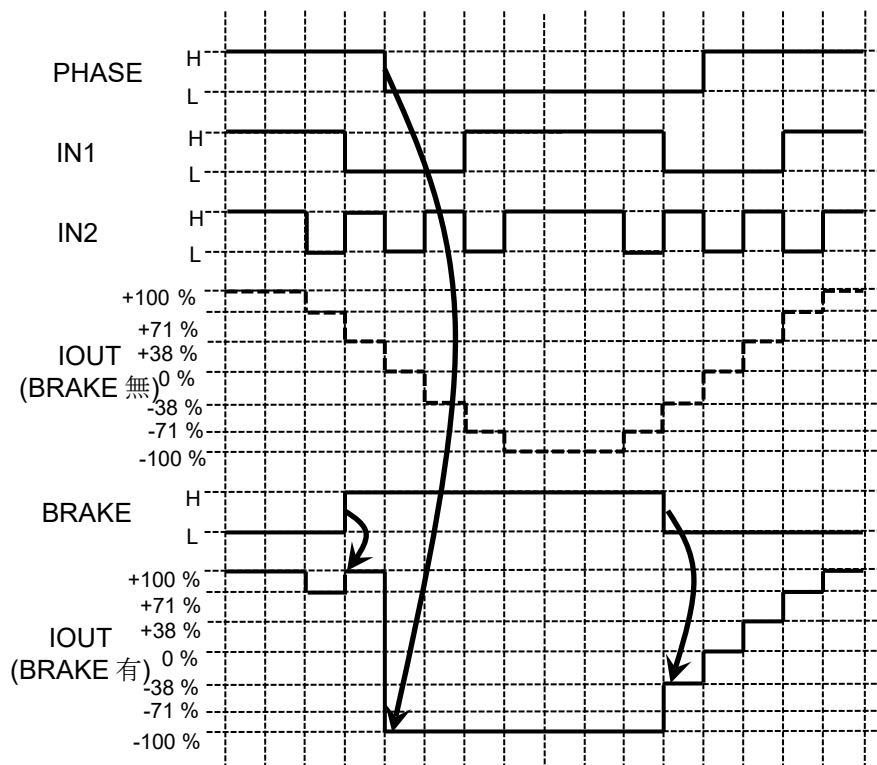 PHASE
H
L
IN1
H
L
IN2
H
L
IOUT
(BRAKE 無)
+100 %
+71 %
+38 %
0 %
-38 %
-71 %
-100 %
BRAKE
H
L
IOUT
(BRAKE 有)
+100 %
+71 %
+38 %
0 %
-38 %
-71 %
-100 %